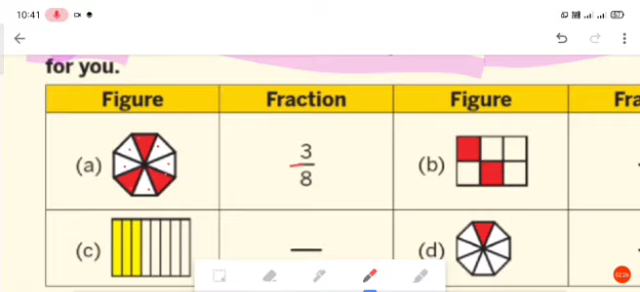 10:41
for you.
Figure Fraction Figure Fra
(a) 3/8 (b)
(c) (d)